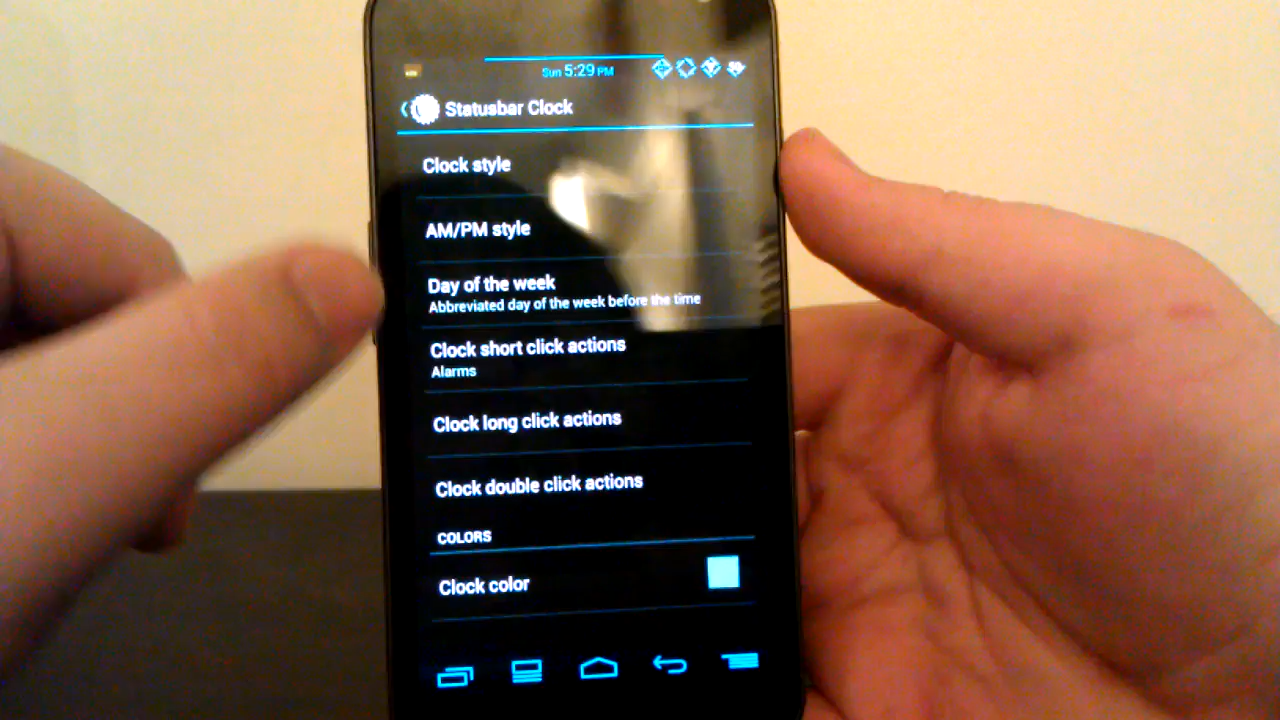 Sun 5:29 PM
Statusbar Clock
Clock style
AM/PM style
Day of the week
Abbreviated day of the week before the time
Clock short click actions
Alarms
Clock long click actions
Clock double click actions
COLORS
Clock color